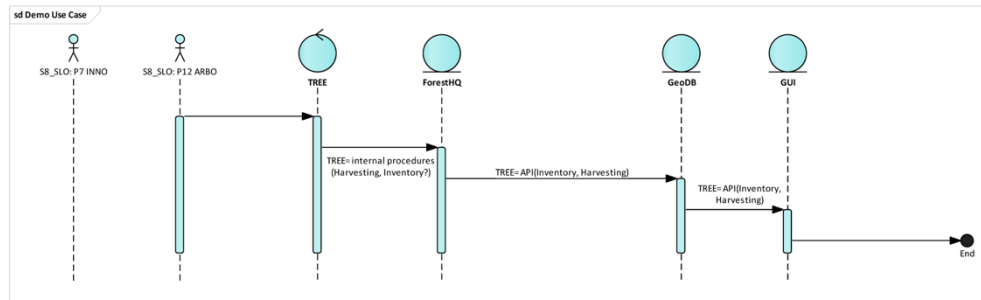 sd Demo Use Case
S8_SLO: P7 INNO
S8_SLO: P12 ARBO
TREE
ForestHQ
GeoDB
GUI
TREE= internal procedures
(Harvesting, Inventory?)
TREE= API(Inventory, Harvesting)
TREE= API(Inventory,
Harvesting)
End